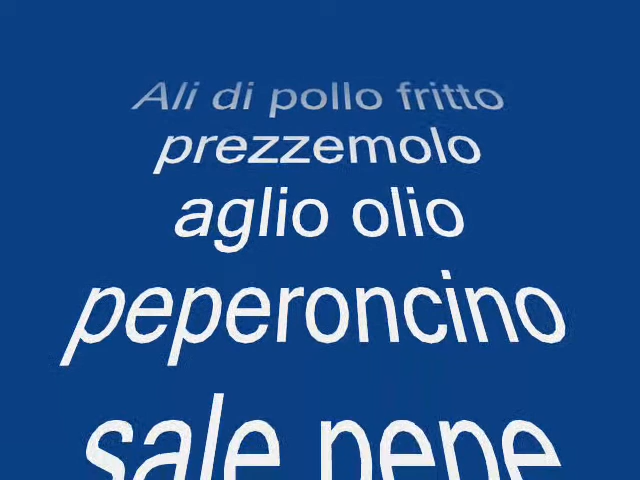 Ali di pollo fritto
prezzemolo
aglio olio
peperoncino
sale pepe